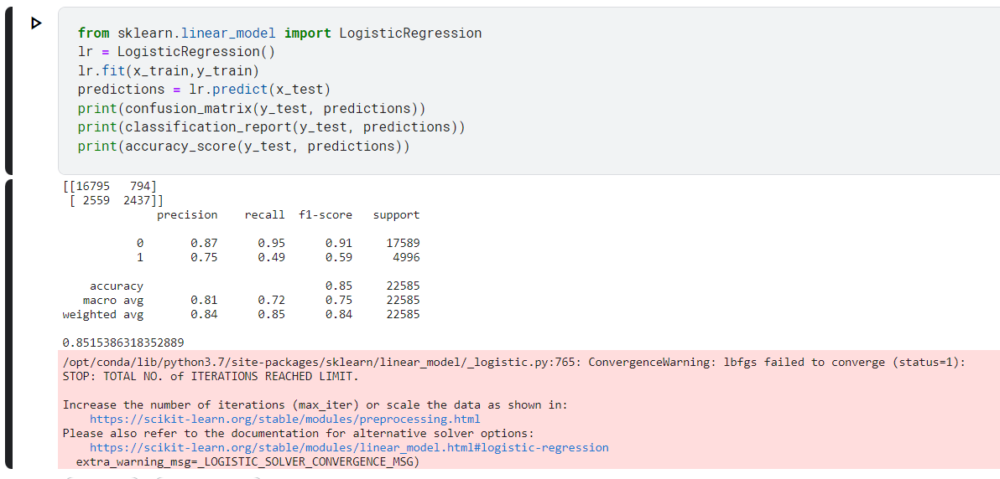 from sklearn.linear_model import LogisticRegression
lr = LogisticRegression()
lr.fit(x_train,y_train)
predictions = lr.predict(x_test)
print(confusion_matrix(y_test, predictions))
print(classification_report(y_test, predictions))
print(accuracy_score(y_test, predictions))
[[16795   794]
 [ 2559  2437]]
              precision    recall  f1-score   support
           0       0.87      0.95      0.91     17589
           1       0.75      0.49      0.59      4996
    accuracy                           0.85     22585
   macro avg       0.81      0.72      0.75     22585
weighted avg       0.84      0.85      0.84     22585
0.8515386318352889
/opt/conda/lib/python3.7/site-packages/sklearn/linear_model/_logistic.py:765: ConvergenceWarning: lbfgs failed to converge (status=1):
STOP: TOTAL NO. of ITERATIONS REACHED LIMIT.
Increase the number of iterations (max_iter) or scale the data as shown in:
    https://scikit-learn.org/stable/modules/preprocessing.html
Please also refer to the documentation for alternative solver options:
    https://scikit-learn.org/stable/modules/linear_model.html#logistic-regression
  extra_warning_msg=_LOGISTIC_SOLVER_CONVERGENCE_MSG)